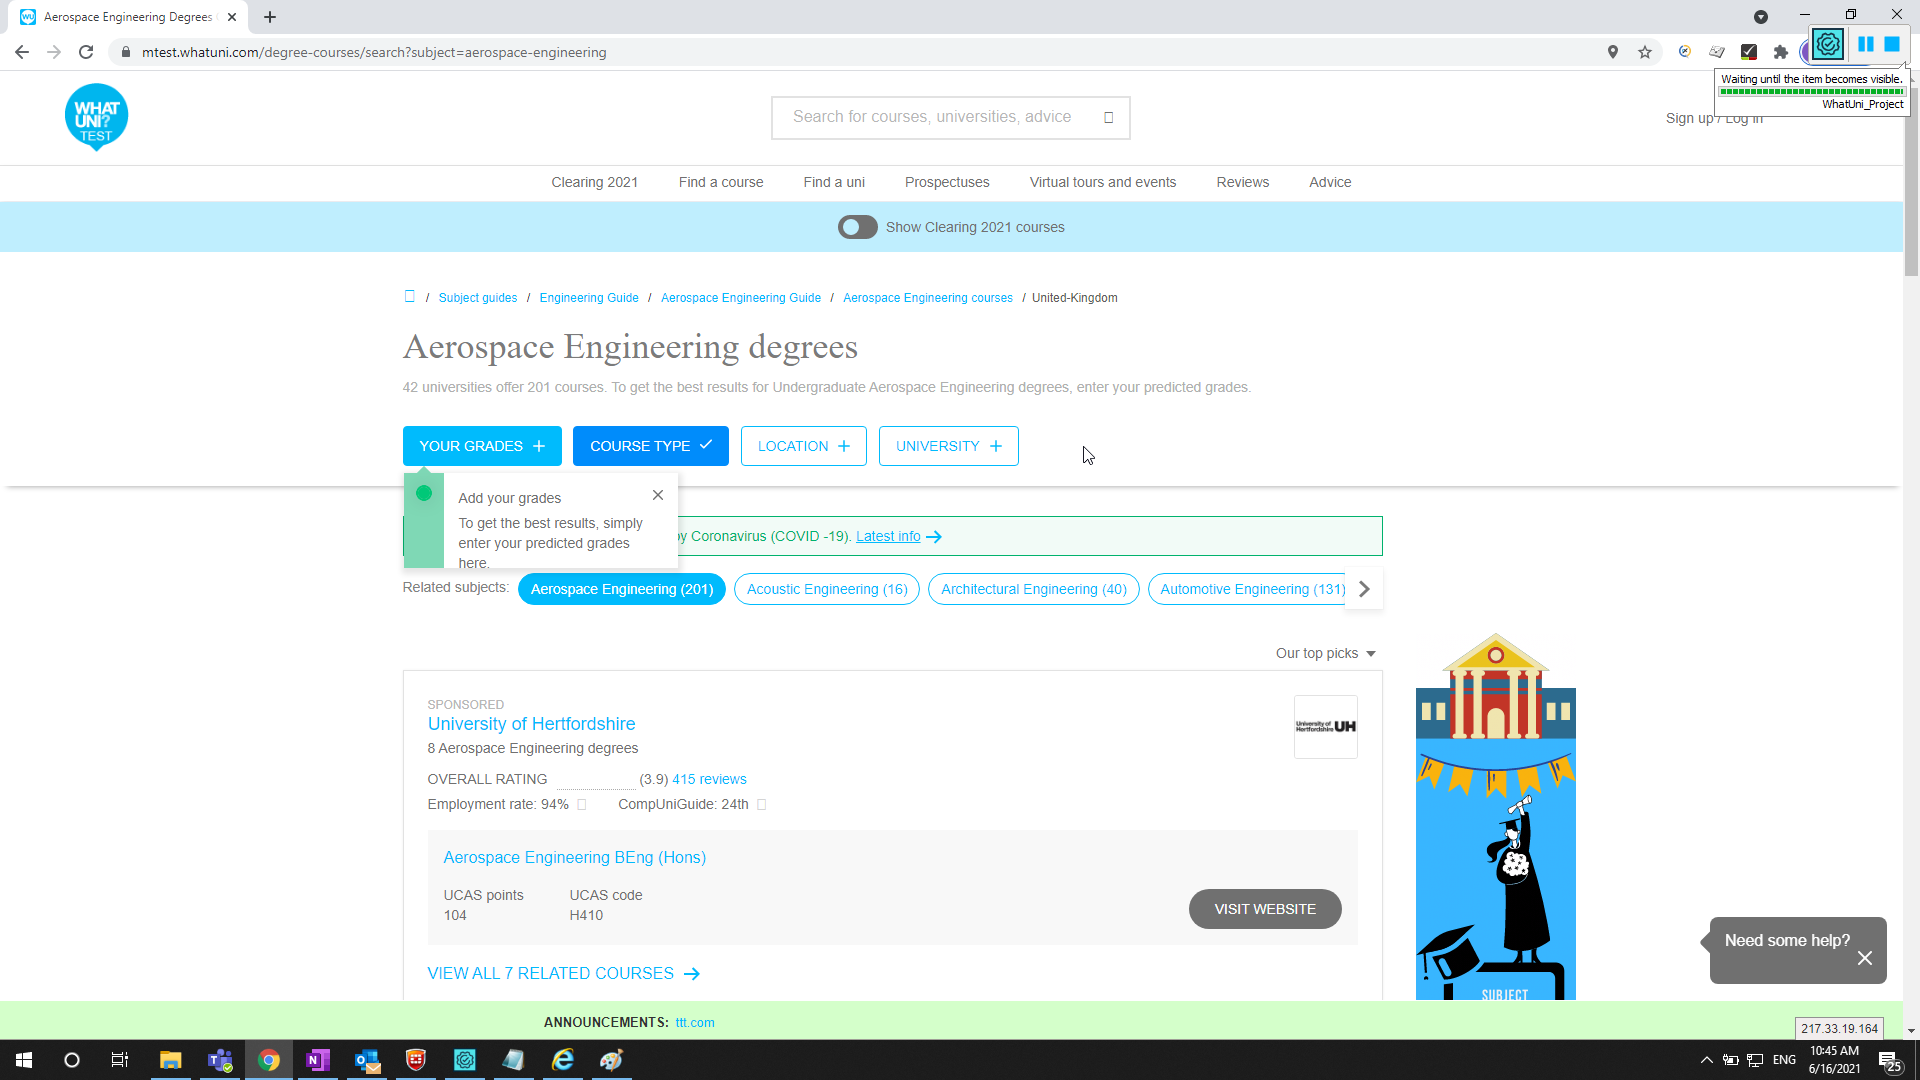 Aerospace Engineering Degrees
mtest.whatuni.com/degree-courses/search?subject=aerospace-engineering
Waiting until the item becomes visible.
WhatUni_Project
WHAT
UNI?
TEST
Search for courses, universities, advice
Sign up / Log in
Clearing 2021
Find a course
Find a uni
Prospectuses
Virtual tours and events
Reviews
Advice
Show Clearing 2021 courses
/ Subject guides / Engineering Guide / Aerospace Engineering Guide / Aerospace Engineering courses / United-Kingdom
Aerospace Engineering degrees
42 universities offer 201 courses. To get the best results for Undergraduate Aerospace Engineering degrees, enter your predicted grades.
YOUR GRADES
COURSE TYPE
LOCATION
UNIVERSITY
Add your grades
To get the best results, simply
enter your predicted grades
here.
by Coronavirus (COVID -19). Latest info
Related subjects:
Aerospace Engineering (201)
Acoustic Engineering (16)
Architectural Engineering (40)
Automotive Engineering (131)
Our top picks
SPONSORED
University of Hertfordshire
8 Aerospace Engineering degrees
University of
Hertfordshire UH
OVERALL RATING (3.9) 415 reviews
Employment rate: 94%
CompUniGuide: 24th
Aerospace Engineering BEng (Hons)
UCAS points
UCAS code
104
H410
VISIT WEBSITE
VIEW ALL 7 RELATED COURSES
SUBJECT
Need some help?
ANNOUNCEMENTS: ttt.com
217.33.19.164
ENG
10:45 AM
6/16/2021
25